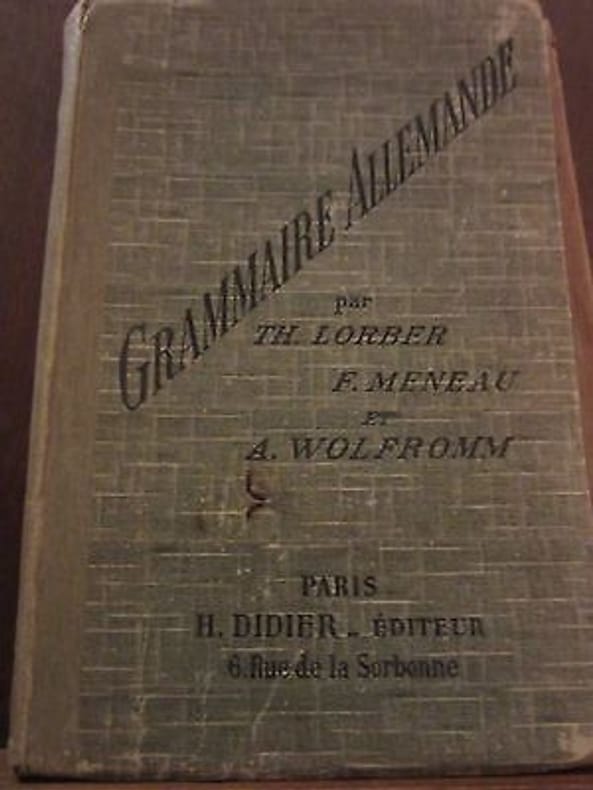 GRAMMAIRE ALLEMANDE
par
TH. LORBER
F. MENEAU
ET
A. WOLFROMM
PARIS
H. DIDIER _ ÉDITEUR
6. Rue de la Sorbonne